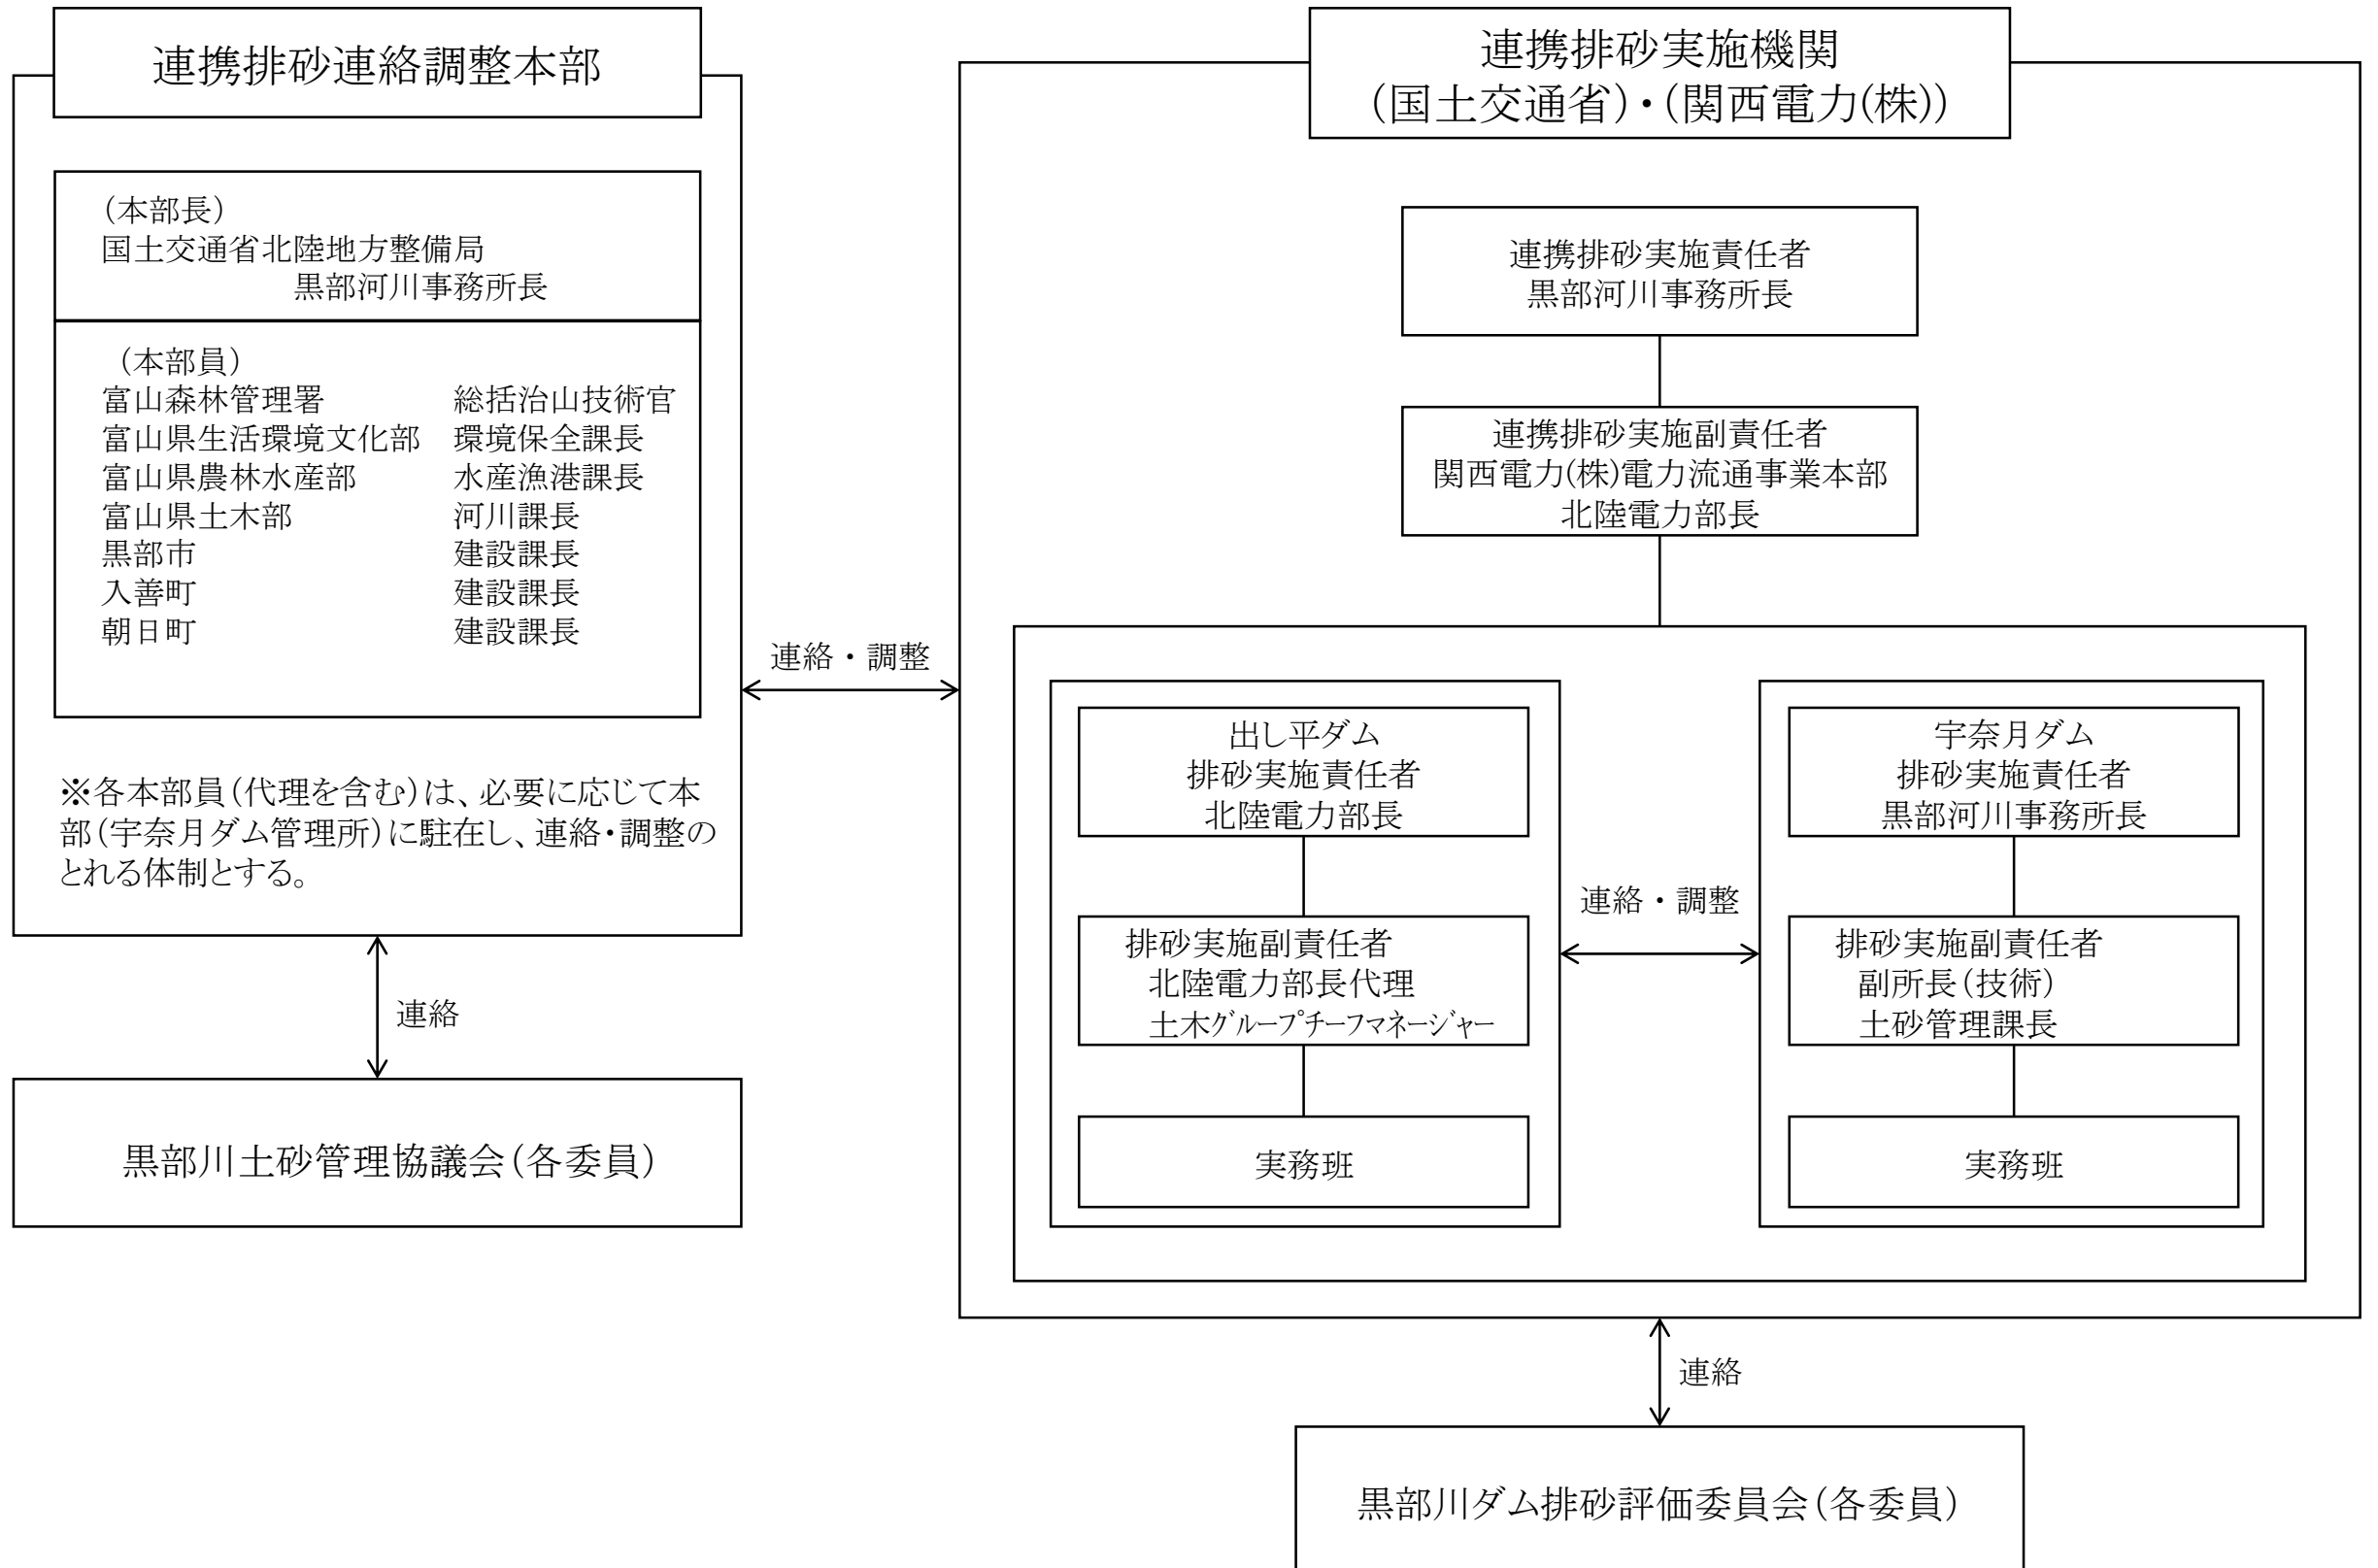 連携排砂連絡調整本部
（本部長）
国土交通省北陸地方整備局
黒部河川事務所長
（本部員）
富山森林管理署 総括治山技術官
富山県生活環境文化部 環境保全課長
富山県農林水産部 水産漁港課長
富山県土木部 河川課長
黒部市 建設課長
入善町 建設課長
朝日町 建設課長
※各本部員（代理を含む）は、必要に応じて本
部（宇奈月ダム管理所）に駐在し、連絡・調整の
とれる体制とする。
連絡
黒部川土砂管理協議会（各委員）
連絡・調整
連携排砂実施機関
（国土交通省）・（関西電力(株)）
連携排砂実施責任者
黒部河川事務所長
連携排砂実施副責任者
関西電力(株)電力流通事業本部
北陸電力部長
出し平ダム
排砂実施責任者
北陸電力部長
排砂実施副責任者
北陸電力部長代理
土木ｸﾞﾙｰﾌﾟﾁｰﾌﾏﾈｰｼﾞｬｰ
実務班
連絡・調整
宇奈月ダム
排砂実施責任者
黒部河川事務所長
排砂実施副責任者
副所長（技術）
土砂管理課長
実務班
連絡
黒部川ダム排砂評価委員会（各委員）